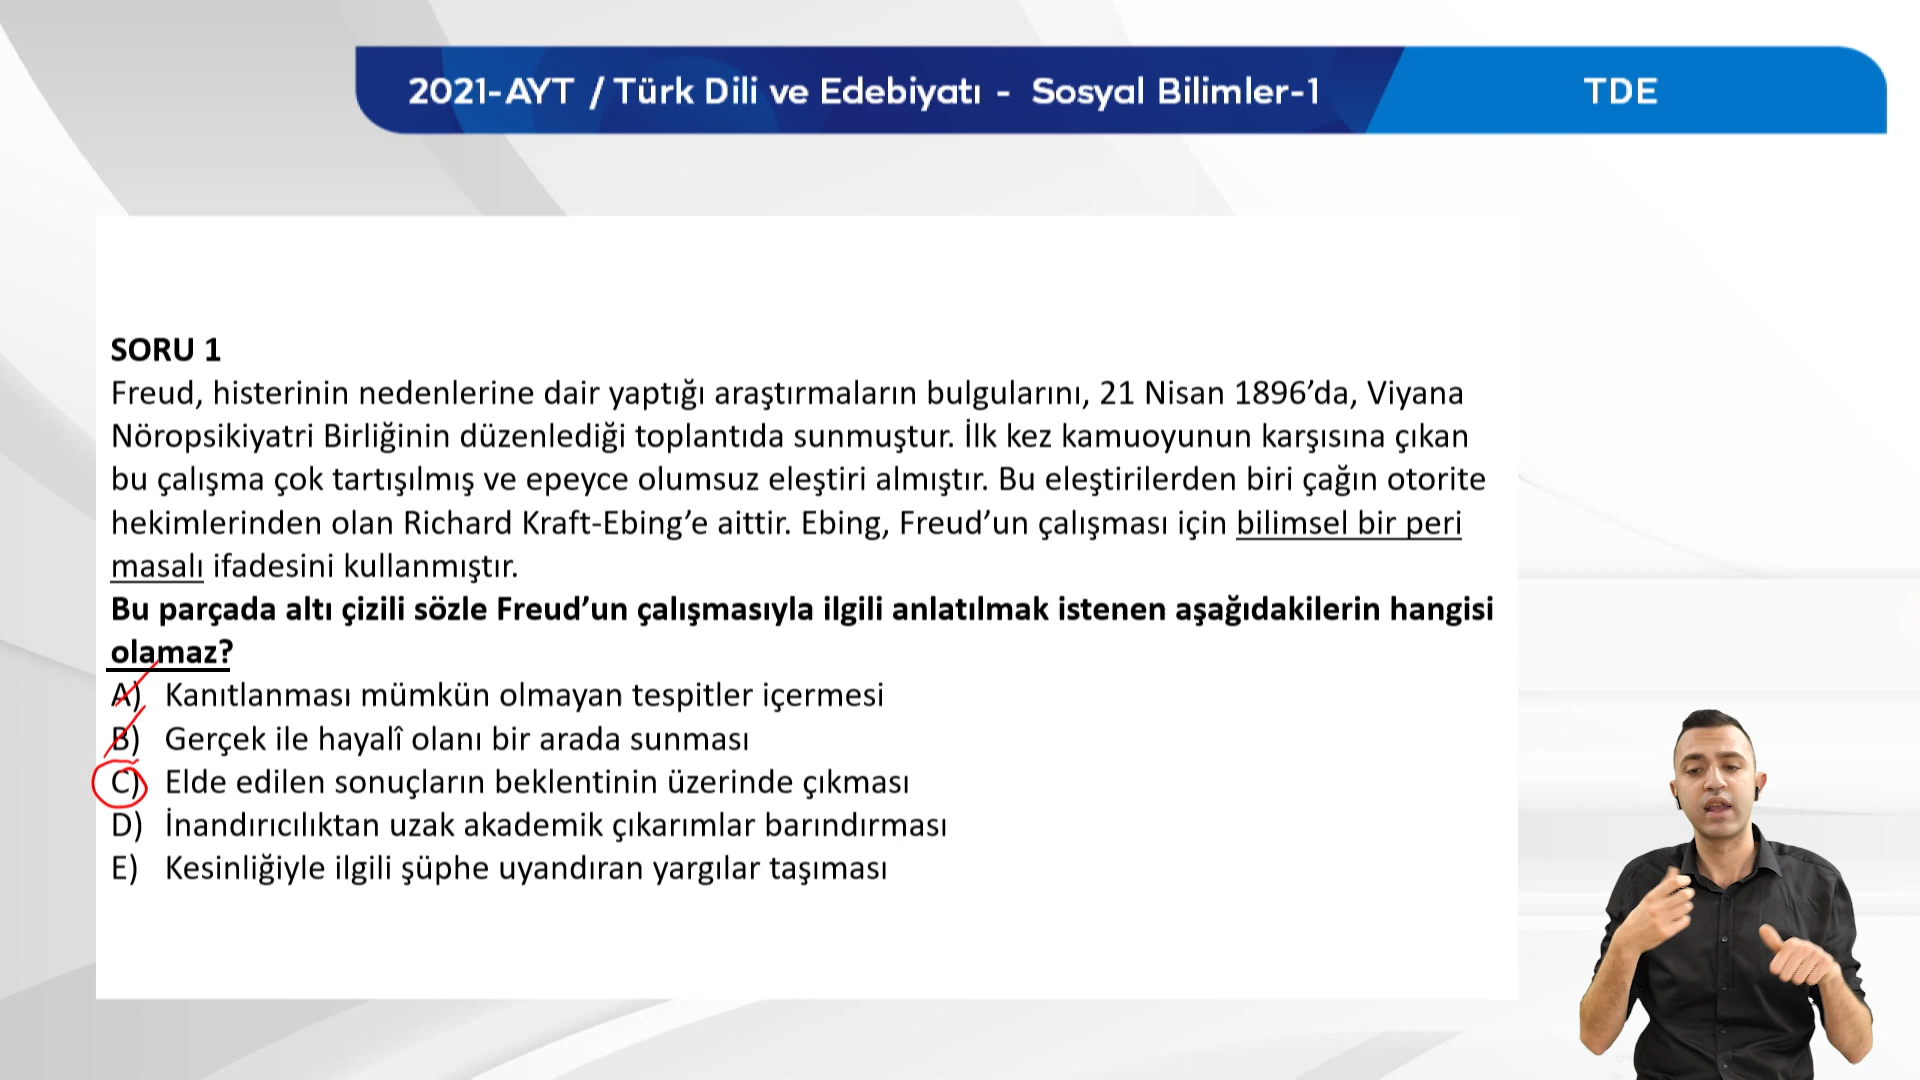 2021-AYT / Türk Dili ve Edebiyatı - Sosyal Bilimler-1
TDE
SORU 1
Freud, histerinin nedenlerine dair yaptığı araştırmaların bulgularını, 21 Nisan 1896’da, Viyana
Nöropsikiyatri Birliğinin düzenlediği toplantıda sunmuştur. İlk kez kamuoyunun karşısına çıkan
bu çalışma çok tartışılmış ve epeyce olumsuz eleştiri almıştır. Bu eleştirilerden biri çağın otorite
hekimlerinden olan Richard Kraft-Ebing’e aittir. Ebing, Freud’un çalışması için bilimsel bir peri
masalı ifadesini kullanmıştır.
Bu parçada altı çizili sözle Freud’un çalışmasıyla ilgili anlatılmak istenen aşağıdakilerin hangisi
olamaz?
A) Kanıtlanması mümkün olmayan tespitler içermesi
B) Gerçek ile hayalî olanı bir arada sunması
C) Elde edilen sonuçların beklentinin üzerinde çıkması
D) İnandırıcılıktan uzak akademik çıkarımlar barındırması
E) Kesinliğiyle ilgili şüphe uyandıran yargılar taşıması